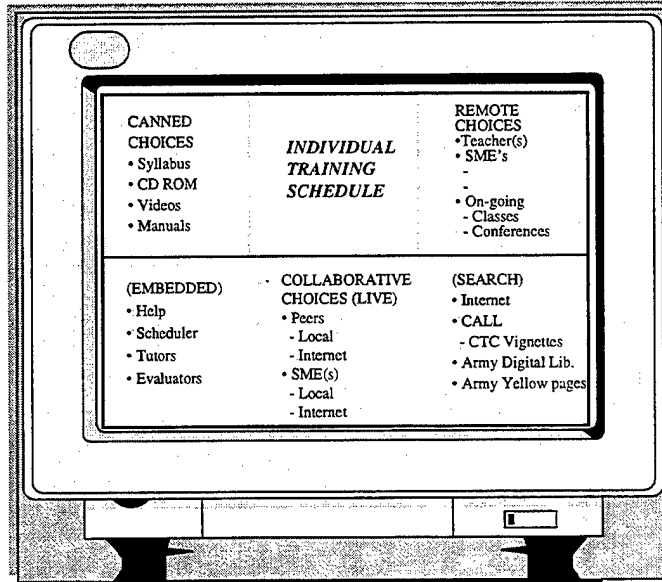 CANNED
CHOICES
• Syllabus
• CD ROM
• Videos
• Manuals
INDIVIDUAL
TRAINING
SCHEDULE
REMOTE
CHOICES
•Teacher(s)
• SME's
-
-
• On-going
- Classes
- Conferences
(EMBEDDED)
• Help
• Scheduler
• Tutors
• Evaluators
COLLABORATIVE
CHOICES (LIVE)
• Peers
- Local
- Internet
• SME(s)
- Local
- Internet
(SEARCH)
• Internet
• CALL
- CTC Vignettes
• Army Digital Lib.
• Army Yellow pages